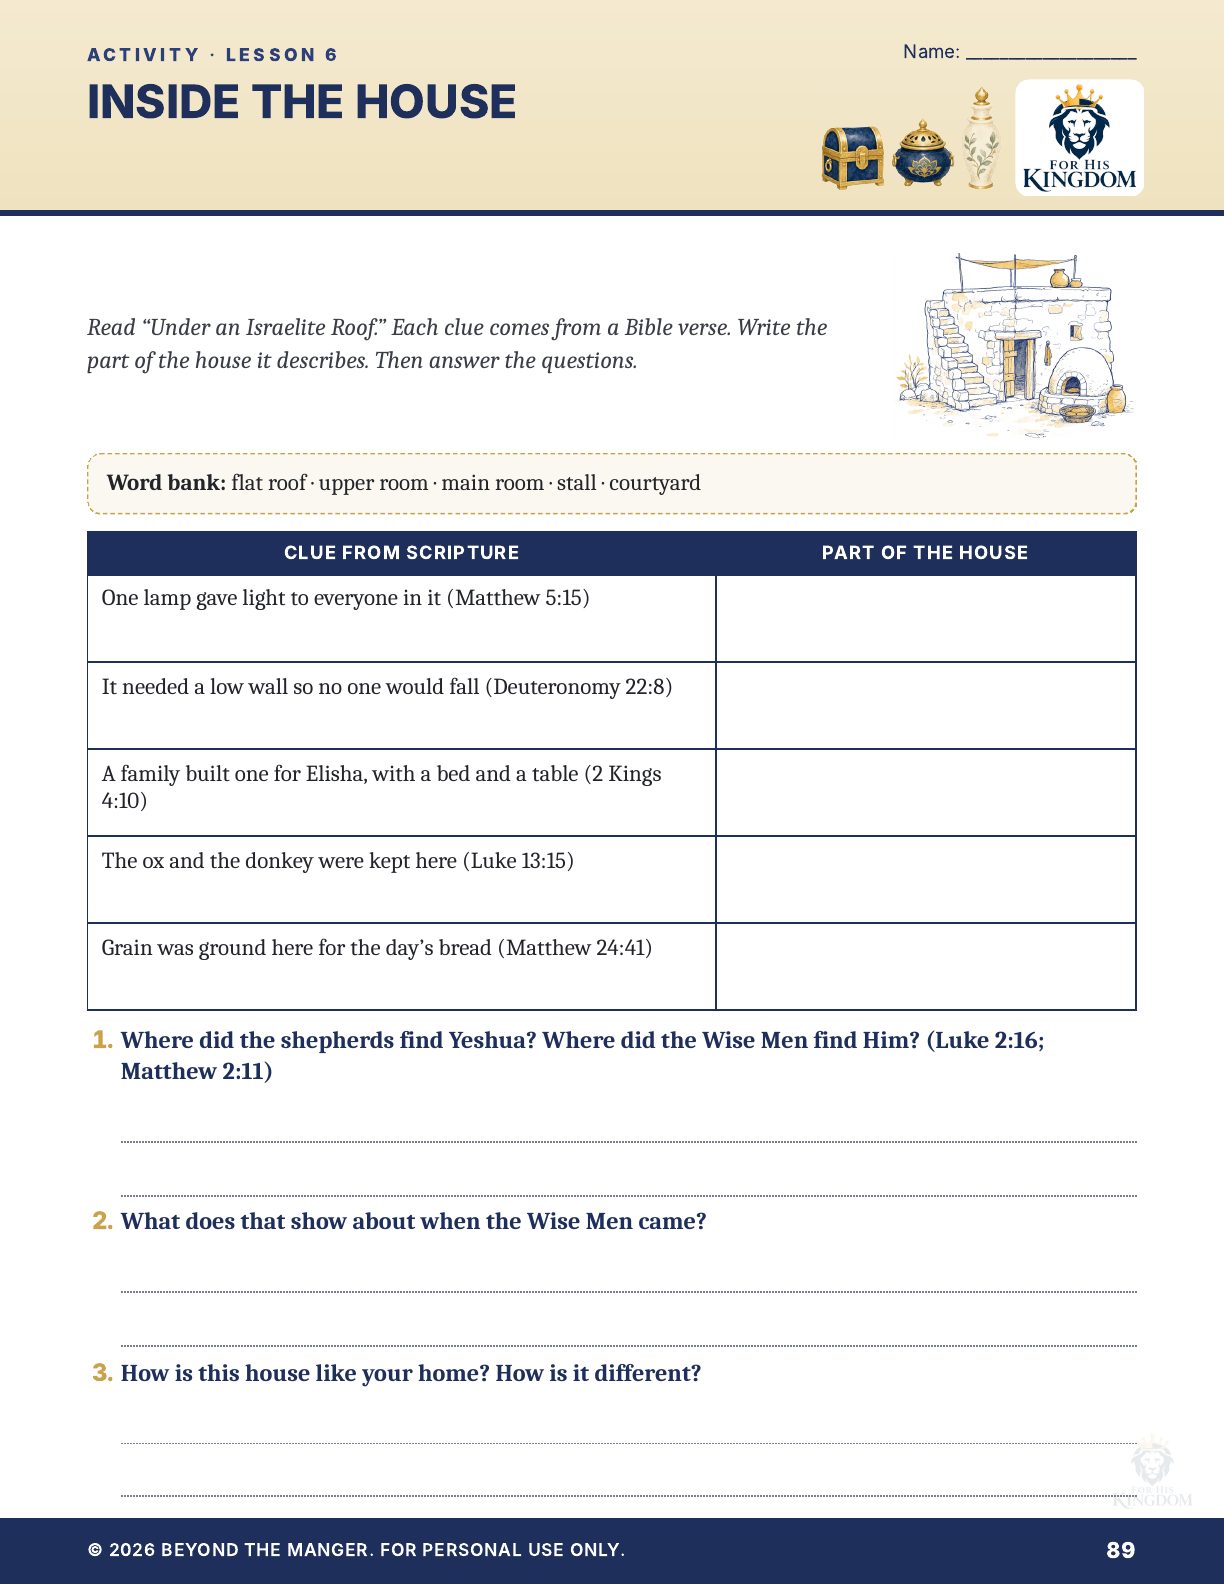 ACTIVITY · LESSON 6
INSIDE THE HOUSE
Name: ___________________
FOR HIS
KINGDOM
Read “Under an Israelite Roof.” Each clue comes from a Bible verse. Write the
part of the house it describes. Then answer the questions.
Word bank: flat roof · upper room · main room · stall · courtyard
CLUE FROM SCRIPTURE
PART OF THE HOUSE
One lamp gave light to everyone in it (Matthew 5:15)
It needed a low wall so no one would fall (Deuteronomy 22:8)
A family built one for Elisha, with a bed and a table (2 Kings
4:10)
The ox and the donkey were kept here (Luke 13:15)
Grain was ground here for the day’s bread (Matthew 24:41)
1. Where did the shepherds find Yeshua? Where did the Wise Men find Him? (Luke 2:16;
Matthew 2:11)
2. What does that show about when the Wise Men came?
3. How is this house like your home? How is it different?
FOR HIS
KINGDOM
© 2026 BEYOND THE MANGER. FOR PERSONAL USE ONLY.
89